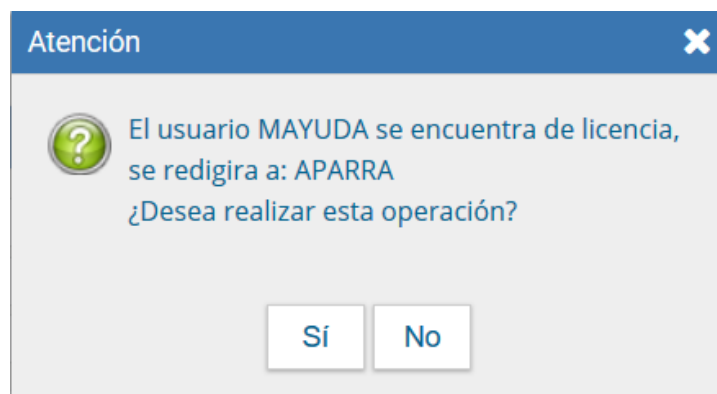 Atención
El usuario MAYUDA se encuentra de licencia,
se redigira a: APARRA
¿Desea realizar esta operación?
Sí
No